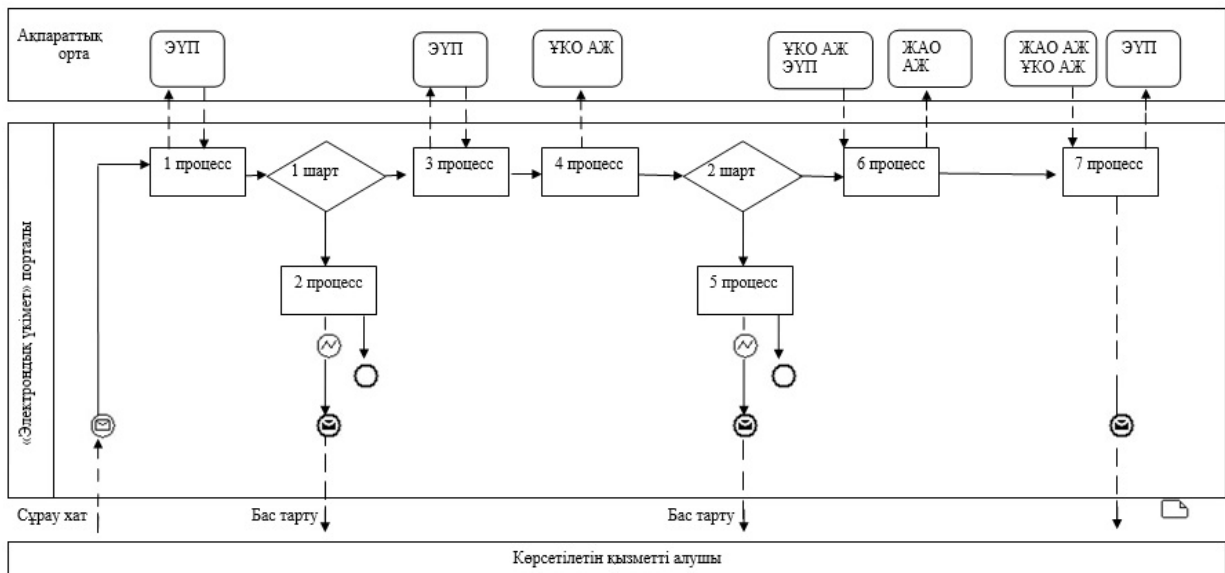 Ақпараттық
орта
ЭҮП
ЭҮП
ҰКО АЖ
ҰКО АЖ
ЭҮП
ЖАО
АЖ
ЖАО АЖ
ҰКО АЖ
ЭҮП
«Электрондық үкімет» порталы
1 процесс
1 шарт
3 процесс
4 процесс
2 шарт
6 процесс
7 процесс
2 процесс
5 процесс
Сұрау хат
Бас тарту
Бас тарту
Көрсетілетін қызметті алушы